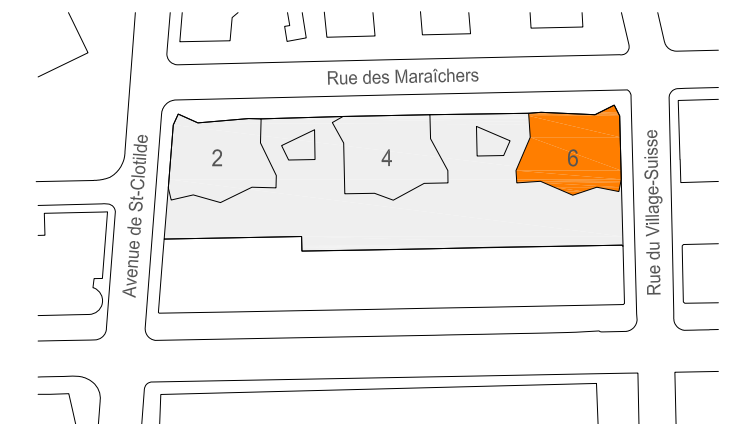 Rue des Maraîchers
Avenue de St-Clotilde
2
4
6
Rue du Village-Suisse